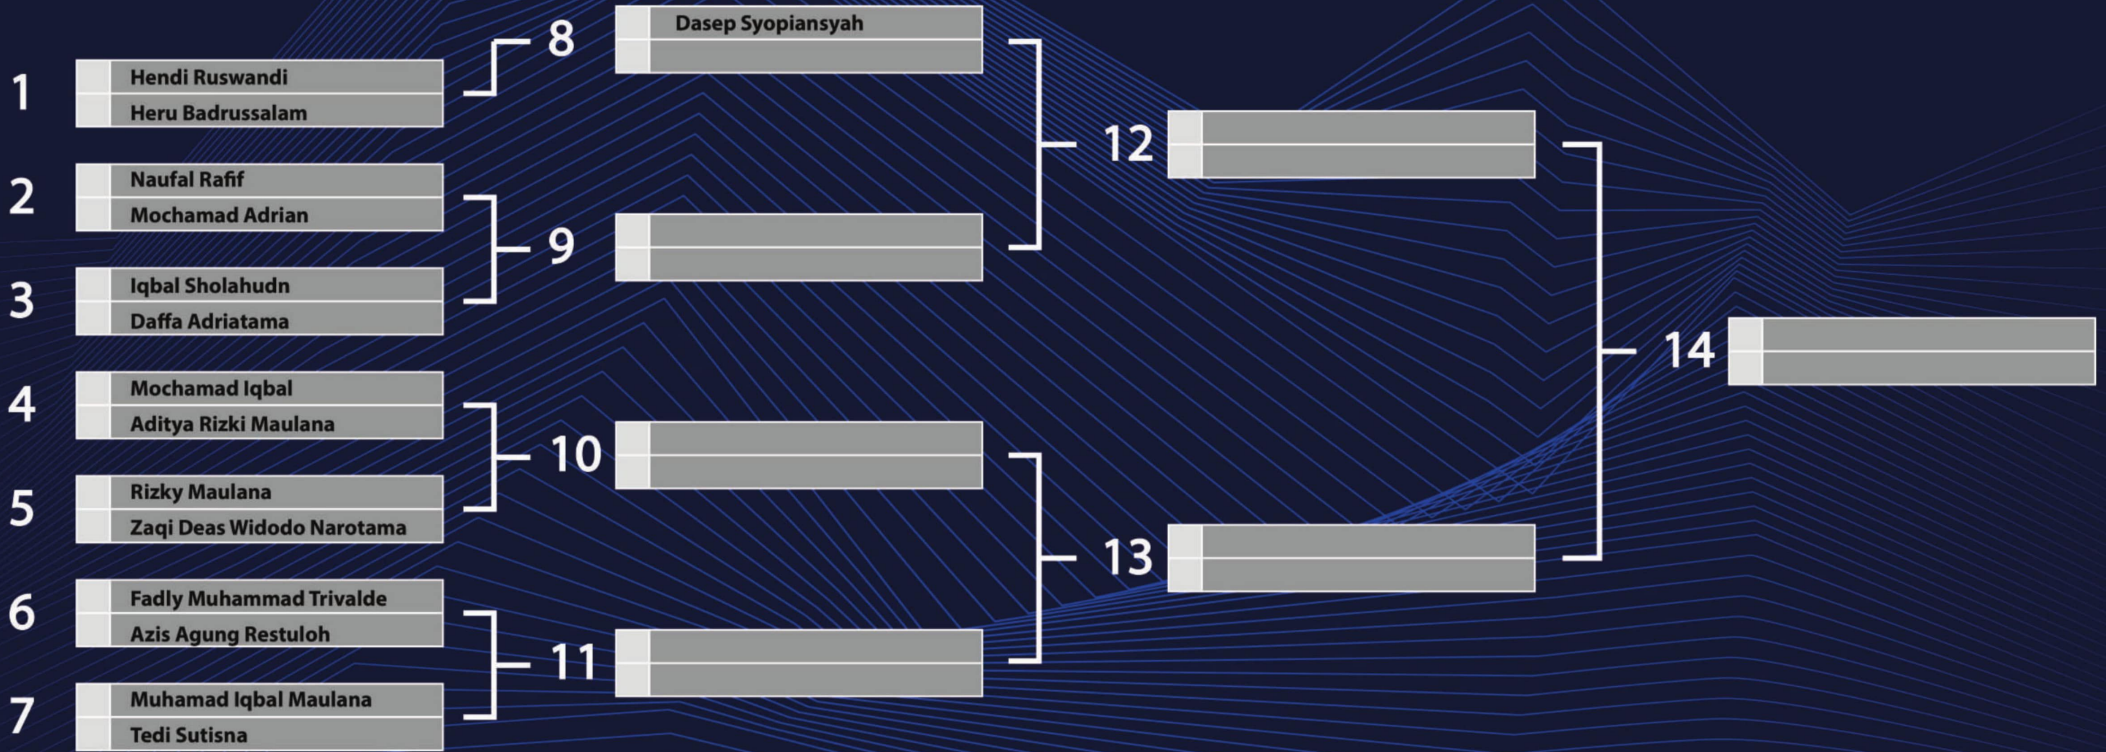 1
Hendi Ruswandi
Heru Badrussalam
2
Naufal Rafif
Mochamad Adrian
3
Iqbal Sholahudn
Daffa Adriatama
4
Mochamad Iqbal
Aditya Rizki Maulana
5
Rizky Maulana
Zaqi Deas Widodo Narotama
6
Fadly Muhammad Trivalde
Azis Agung Restuloh
7
Muhamad Iqbal Maulana
Tedi Sutisna
8
Dasep Syopiansyah
9
10
11
12
13
14